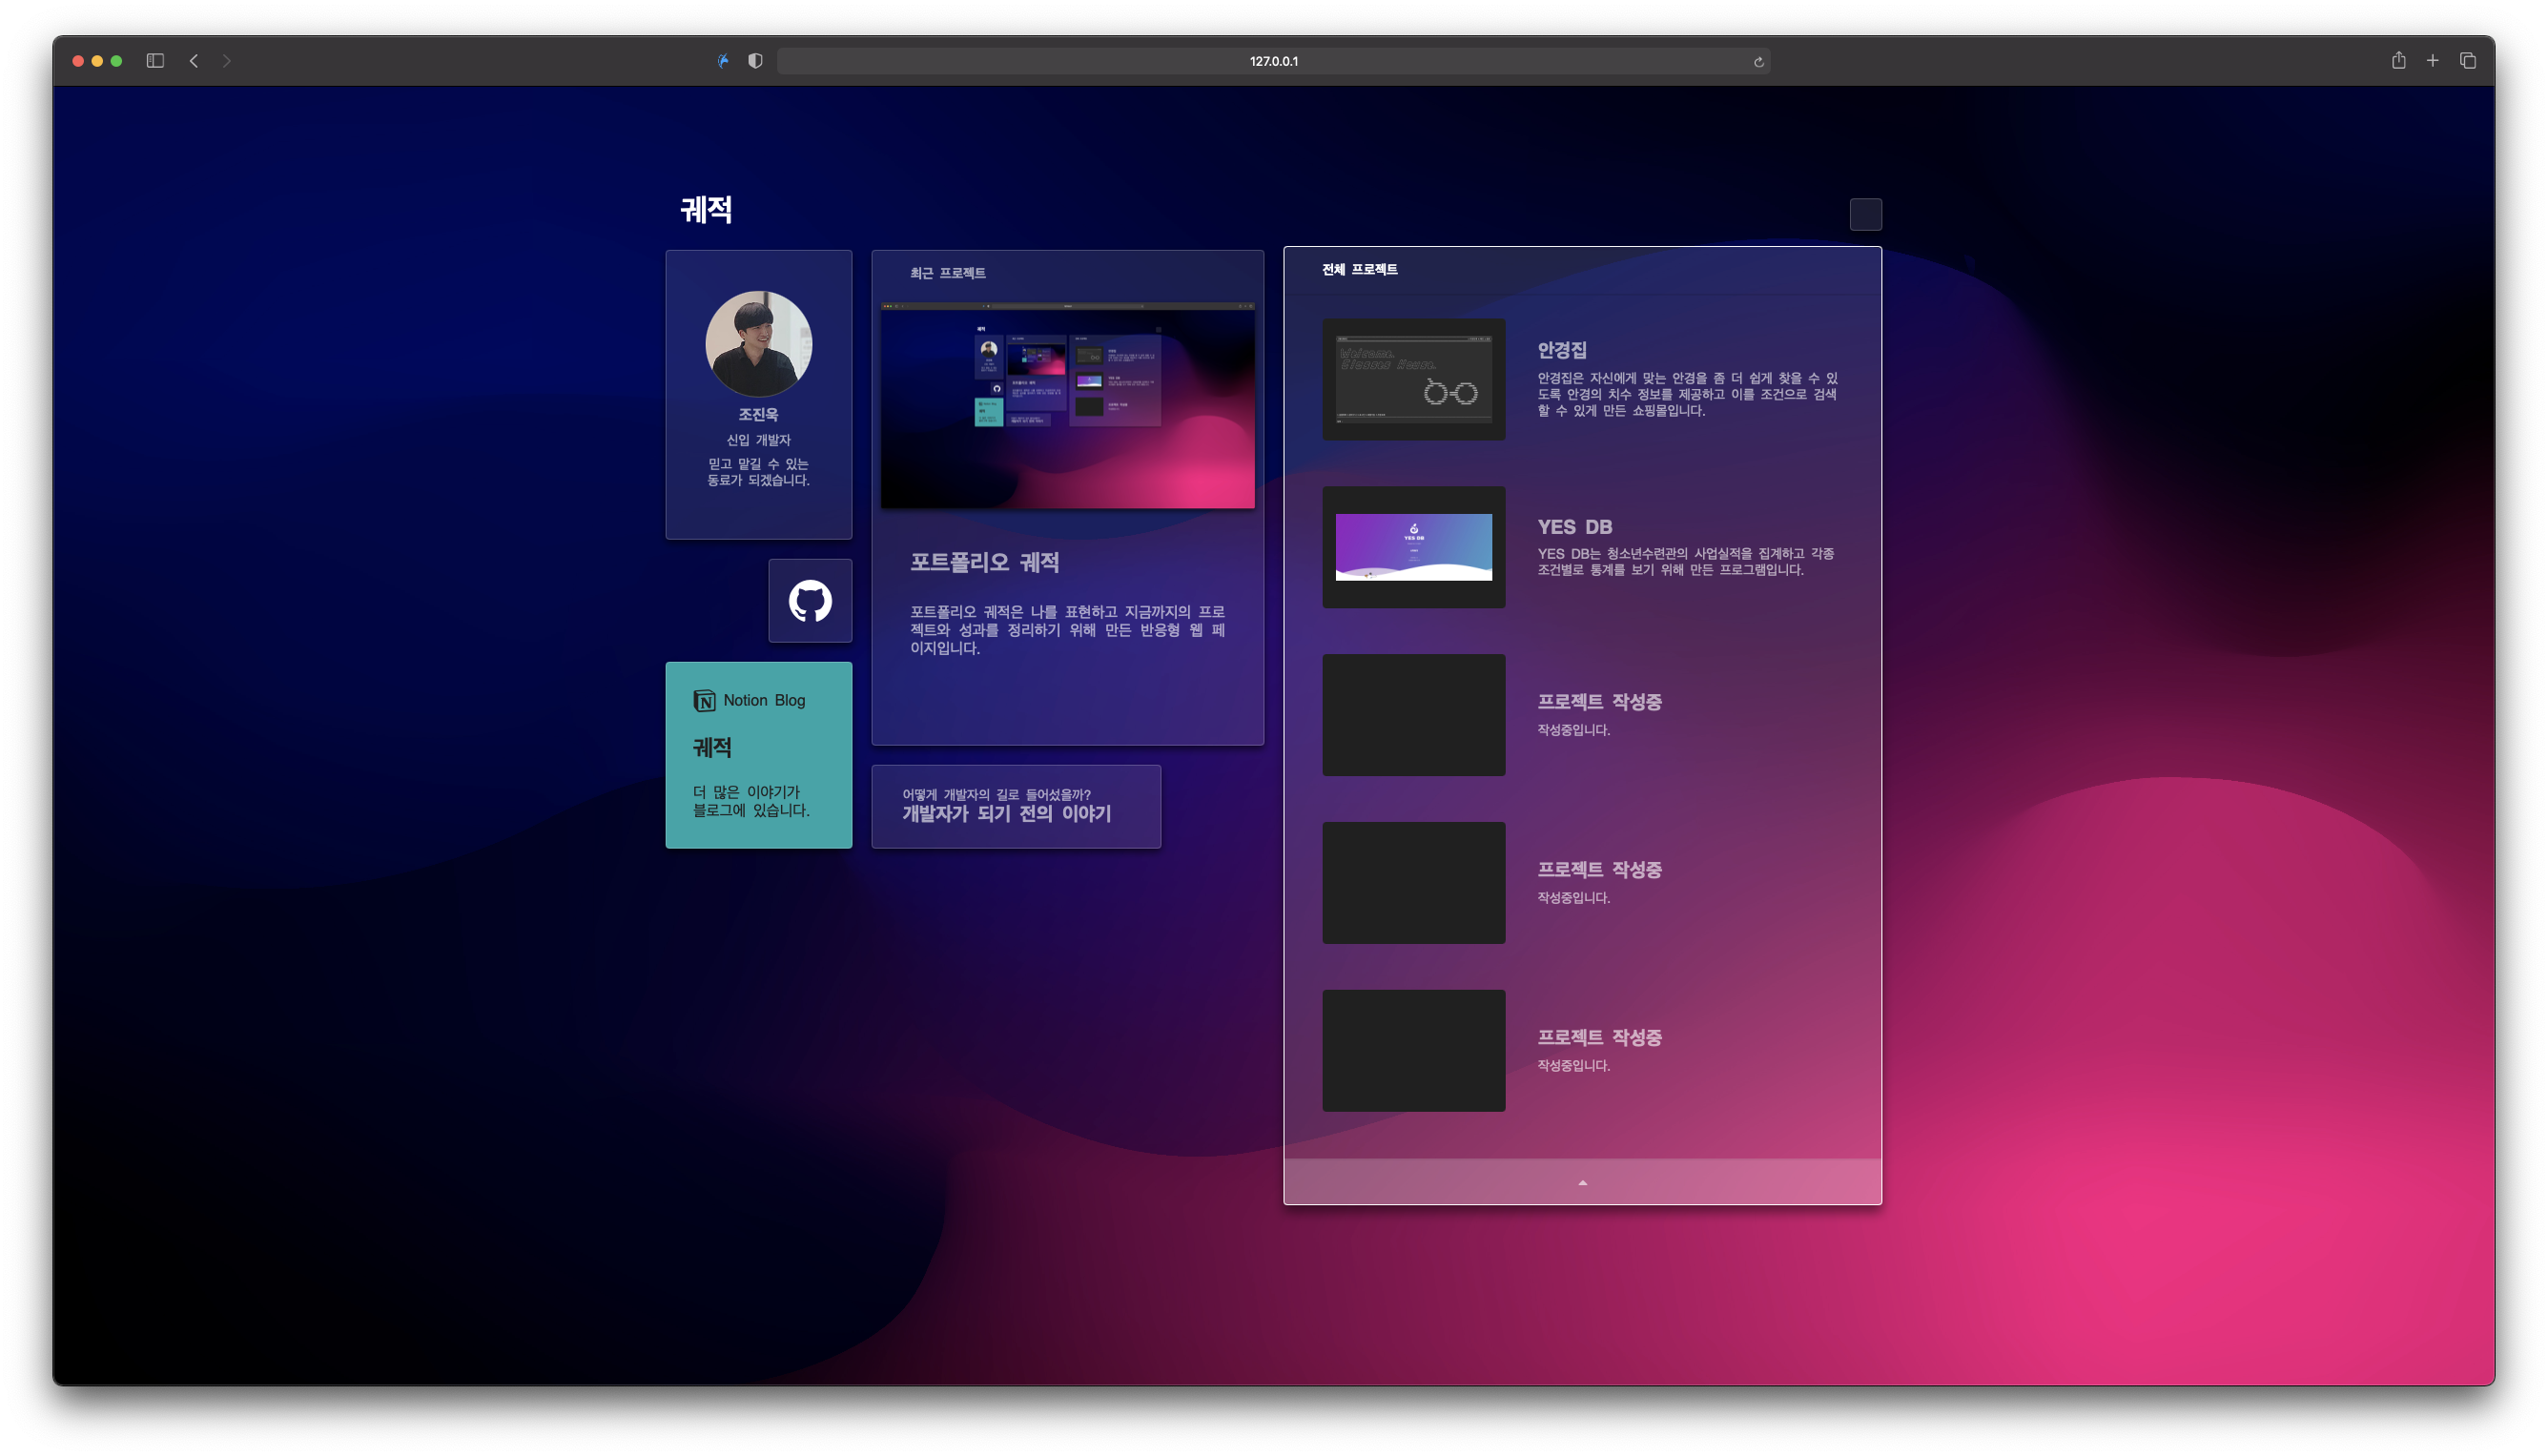 127.0.0.1
궤적
조진욱
신입 개발자
믿고 맡길 수 있는
동료가 되겠습니다.
N Notion Blog
궤적
더 많은 이야기가
블로그에 있습니다.
최근 프로젝트
포트폴리오 궤적
포트폴리오 궤적은 나를 표현하고 지금까지의 프로
젝트와 성과를 정리하기 위해 만든 반응형 웹 페
이지입니다.
어떻게 개발자의 길로 들어섰을까?
개발자가 되기 전의 이야기
전체 프로젝트
Welcome.
Glasses House.
안경집
안경집은 자신에게 맞는 안경을 좀 더 쉽게 찾을 수 있
도록 안경의 치수 정보를 제공하고 이를 조건으로 검색
할 수 있게 만든 쇼핑몰입니다.
YES DB
YES DB
YES DB는 청소년수련관의 사업실적을 집계하고 각종
조건별로 통계를 보기 위해 만든 프로그램입니다.
프로젝트 작성중
작성중입니다.
프로젝트 작성중
작성중입니다.
프로젝트 작성중
작성중입니다.